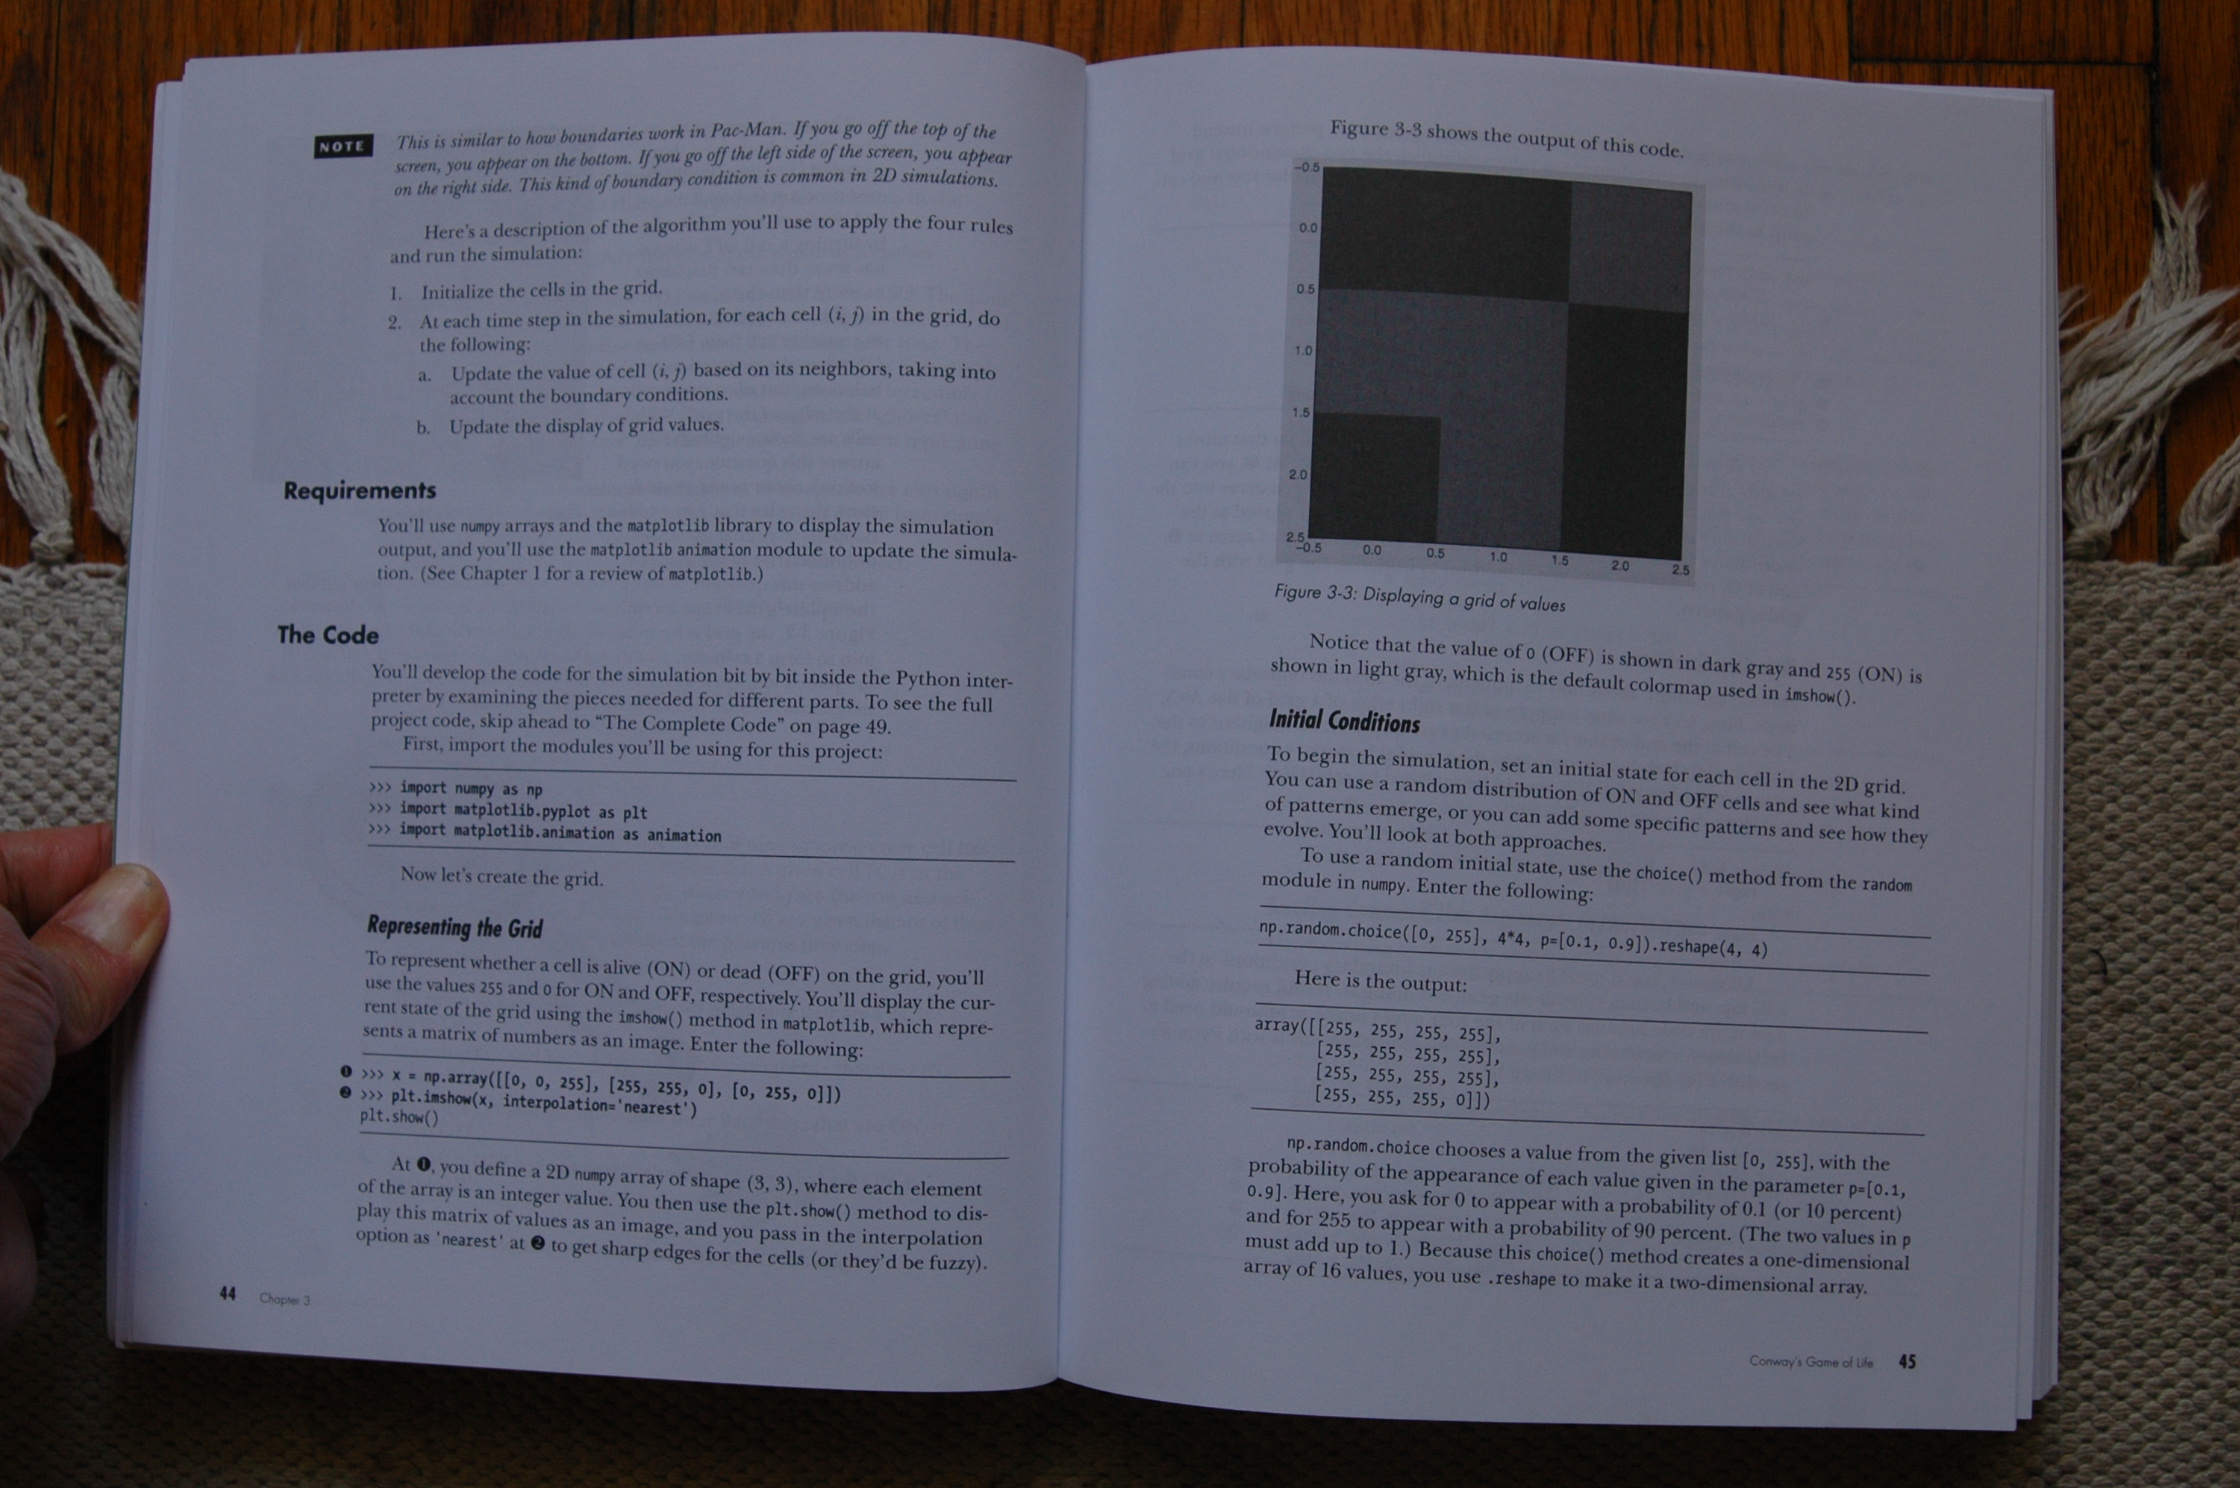 NOTE
This is similar to how boundaries work in Pac-Man. If you go off the top of the
screen, you appear on the bottom. If you go off the left side of the screen, you appear
on the right side. This kind of boundary condition is common in 2D simulations.
Here's a description of the algorithm you'll use to apply the four rules
and run the simulation:
1. Initialize the cells in the grid.
2. At each time step in the simulation, for each cell (i, j) in the grid, do
the following:
a. Update the value of cell (i, j) based on its neighbors, taking into
account the boundary conditions.
b. Update the display of grid values.
Requirements
You'll use numpy arrays and the matplotlib library to display the simulation
output, and you'll use the matplotlib animation module to update the simula-
tion. (See Chapter 1 for a review of matplotlib.)
The Code
You'll develop the code for the simulation bit by bit inside the Python inter-
preter by examining the pieces needed for different parts. To see the full
project code, skip ahead to “The Complete Code” on page 49.
First, import the modules you'll be using for this project:
>>> import numpy as np
>>> import matplotlib.pyplot as plt
>>> import matplotlib.animation as animation
Now let's create the grid.
Representing the Grid
To represent whether a cell is alive (ON) or dead (OFF) on the grid, you'll
use the values 255 and 0 for ON and OFF, respectively. You'll display the cur-
rent state of the grid using the imshow() method in matplotlib, which repre-
sents a matrix of numbers as an image. Enter the following:
❶ >>> x = np.array([[0, 0, 255], [255, 255, 0], [0, 255, 0]])
❷ >>> plt.imshow(x, interpolation='nearest')
plt.show()
At ❶, you define a 2D numpy array of shape (3, 3), where each element
of the array is an integer value. You then use the plt.show() method to dis-
play this matrix of values as an image, and you pass in the interpolation
option as 'nearest' at ❷ to get sharp edges for the cells (or they'd be fuzzy).
44 Chapter 3
Figure 3-3 shows the output of this code.
−0.5
0.0
0.5
1.0
1.5
2.0
2.5
−0.5 0.0 0.5 1.0 1.5 2.0 2.5
Figure 3-3: Displaying a grid of values
Notice that the value of 0 (OFF) is shown in dark gray and 255 (ON) is
shown in light gray, which is the default colormap used in imshow().
Initial Conditions
To begin the simulation, set an initial state for each cell in the 2D grid.
You can use a random distribution of ON and OFF cells and see what kind
of patterns emerge, or you can add some specific patterns and see how they
evolve. You'll look at both approaches.
To use a random initial state, use the choice() method from the random
module in numpy. Enter the following:
np.random.choice([0, 255], 4*4, p=[0.1, 0.9]).reshape(4, 4)
Here is the output:
array([[255, 255, 255, 255],
[255, 255, 255, 255],
[255, 255, 255, 255],
[255, 255, 255, 0]])
np.random.choice chooses a value from the given list [0, 255], with the
probability of the appearance of each value given in the parameter p=[0.1,
0.9]. Here, you ask for 0 to appear with a probability of 0.1 (or 10 percent)
and for 255 to appear with a probability of 90 percent. (The two values in p
must add up to 1.) Because this choice() method creates a one-dimensional
array of 16 values, you use .reshape to make it a two-dimensional array.
Conway's Game of Life 45